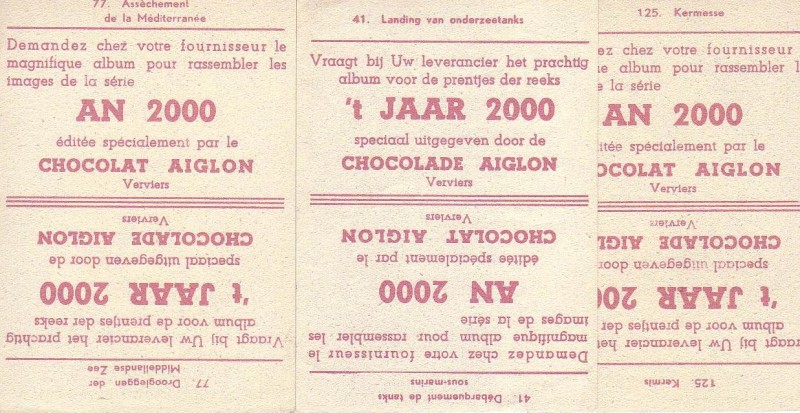 77. Assèchement
de la Méditerranée
Demandez chez votre fournisseur le
magnifique album pour rassembler les
images de la série
AN 2000
éditée spécialement par le
CHOCOLAT AIGLON
Verviers
77. Droogleggen der
Middellandse Zee
Vraagt bij Uw leverancier het prachtig
album voor de prentjes der reeks
't JAAR 2000
speciaal uitgegeven door de
CHOCOLADE AIGLON
Verviers
41. Landing van onderzeetanks
Vraagt bij Uw leverancier het prachtig
album voor de prentjes der reeks
't JAAR 2000
speciaal uitgegeven door de
CHOCOLADE AIGLON
Verviers
41. Débarquement de tanks
sous-marins
Demandez chez votre fournisseur le
magnifique album pour rassembler les
images de la série
AN 2000
éditée spécialement par le
CHOCOLAT AIGLON
Verviers
125. Kermesse
ez chez votre fournisseur
e album pour rassembler
e la série
AN 2000
itée spécialement par le
OCOLAT AIGLON
Verviers
125. Kermis
Vraagt bij Uw leverancier het
album voor de prentjes der
't JAAR 2000
speciaal uitgegeven door
CHOCOLADE AIGL
Verviers